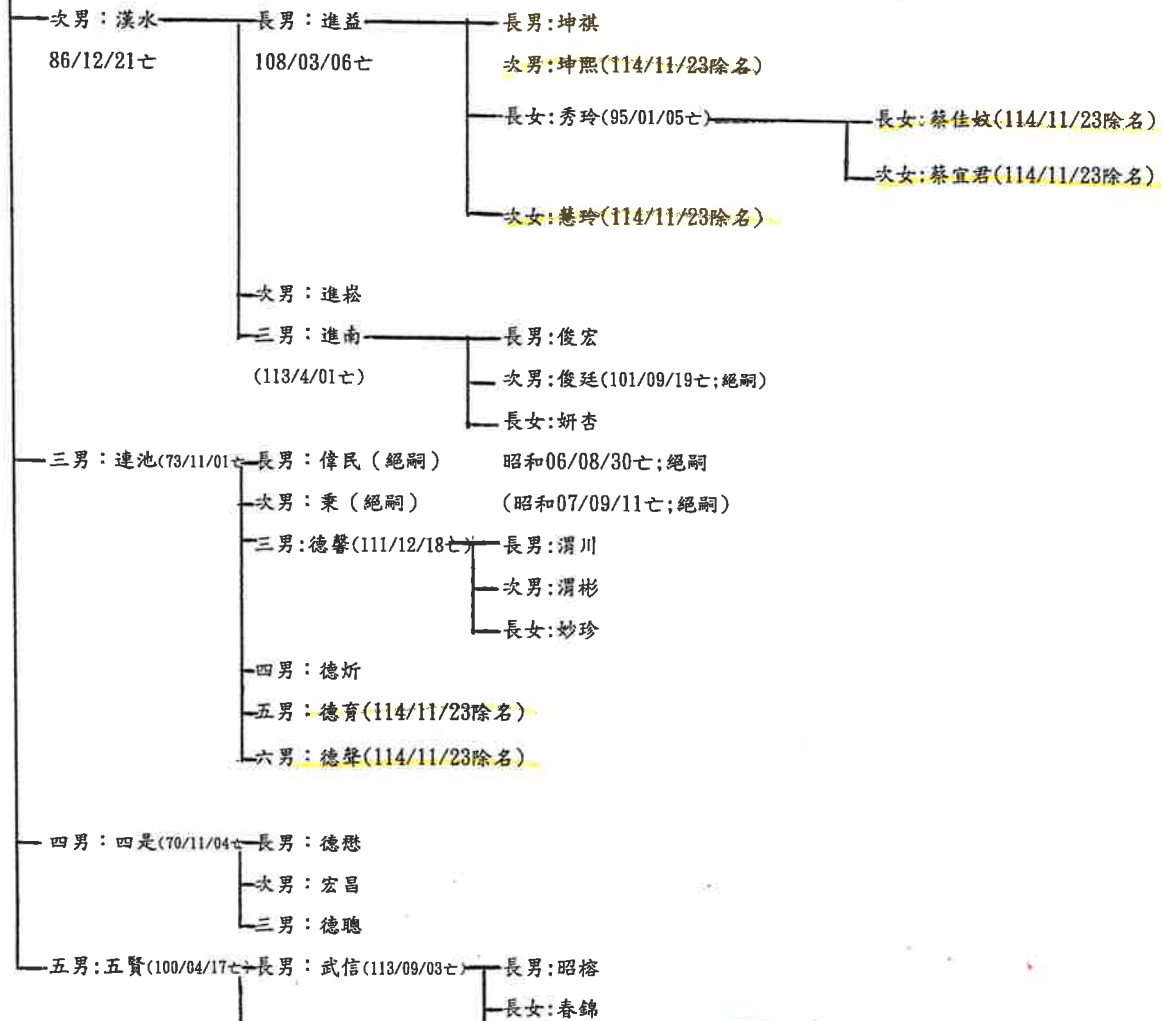 次男：漢水 長男：進益 長男:坤祺
86/12/21亡 108/03/06亡 次男:坤熙(114/11/23除名)
長女:秀玲(95/01/05亡) 長女:蔡佳妏(114/11/23除名)
次女:蔡宜君(114/11/23除名)
次女:慧玲(114/11/23除名)
次男：進崧
三男：進南 長男:俊宏
(113/4/01亡) 次男:俊廷(101/09/19亡;絕嗣)
長女:妍杏
三男：連池(73/11/01亡 長男：偉民（絕嗣） 昭和06/08/30亡;絕嗣
次男：秉（絕嗣） (昭和07/09/11亡;絕嗣)
三男:德馨(111/12/18亡) 長男:渭川
次男:渭彬
長女:妙珍
四男：德炘
五男：德育(114/11/23除名)
六男：德聲(114/11/23除名)
四男：四是(70/11/04亡 長男：德懋
次男：宏昌
三男：德聰
五男:五賢(100/04/17亡) 長男：武信(113/09/03亡) 長男:昭榕
長女:春錦